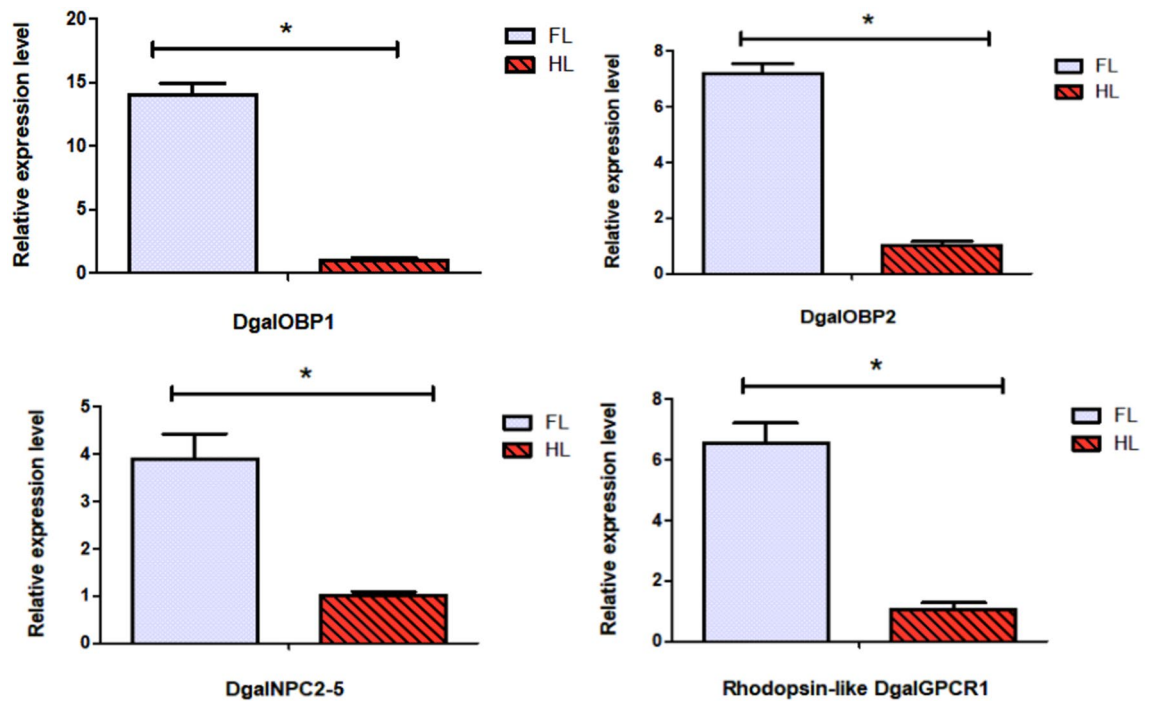 Relative expression level
20
15
10
5
0
*
FL
HL
DgalOBP1
Relative expression level
8
6
4
2
0
*
FL
HL
DgalOBP2
Relative expression level
5
4
3
2
1
0
*
FL
HL
DgalNPC2-5
Relative expression level
8
6
4
2
0
*
FL
HL
Rhodopsin-like DgalGPCR1